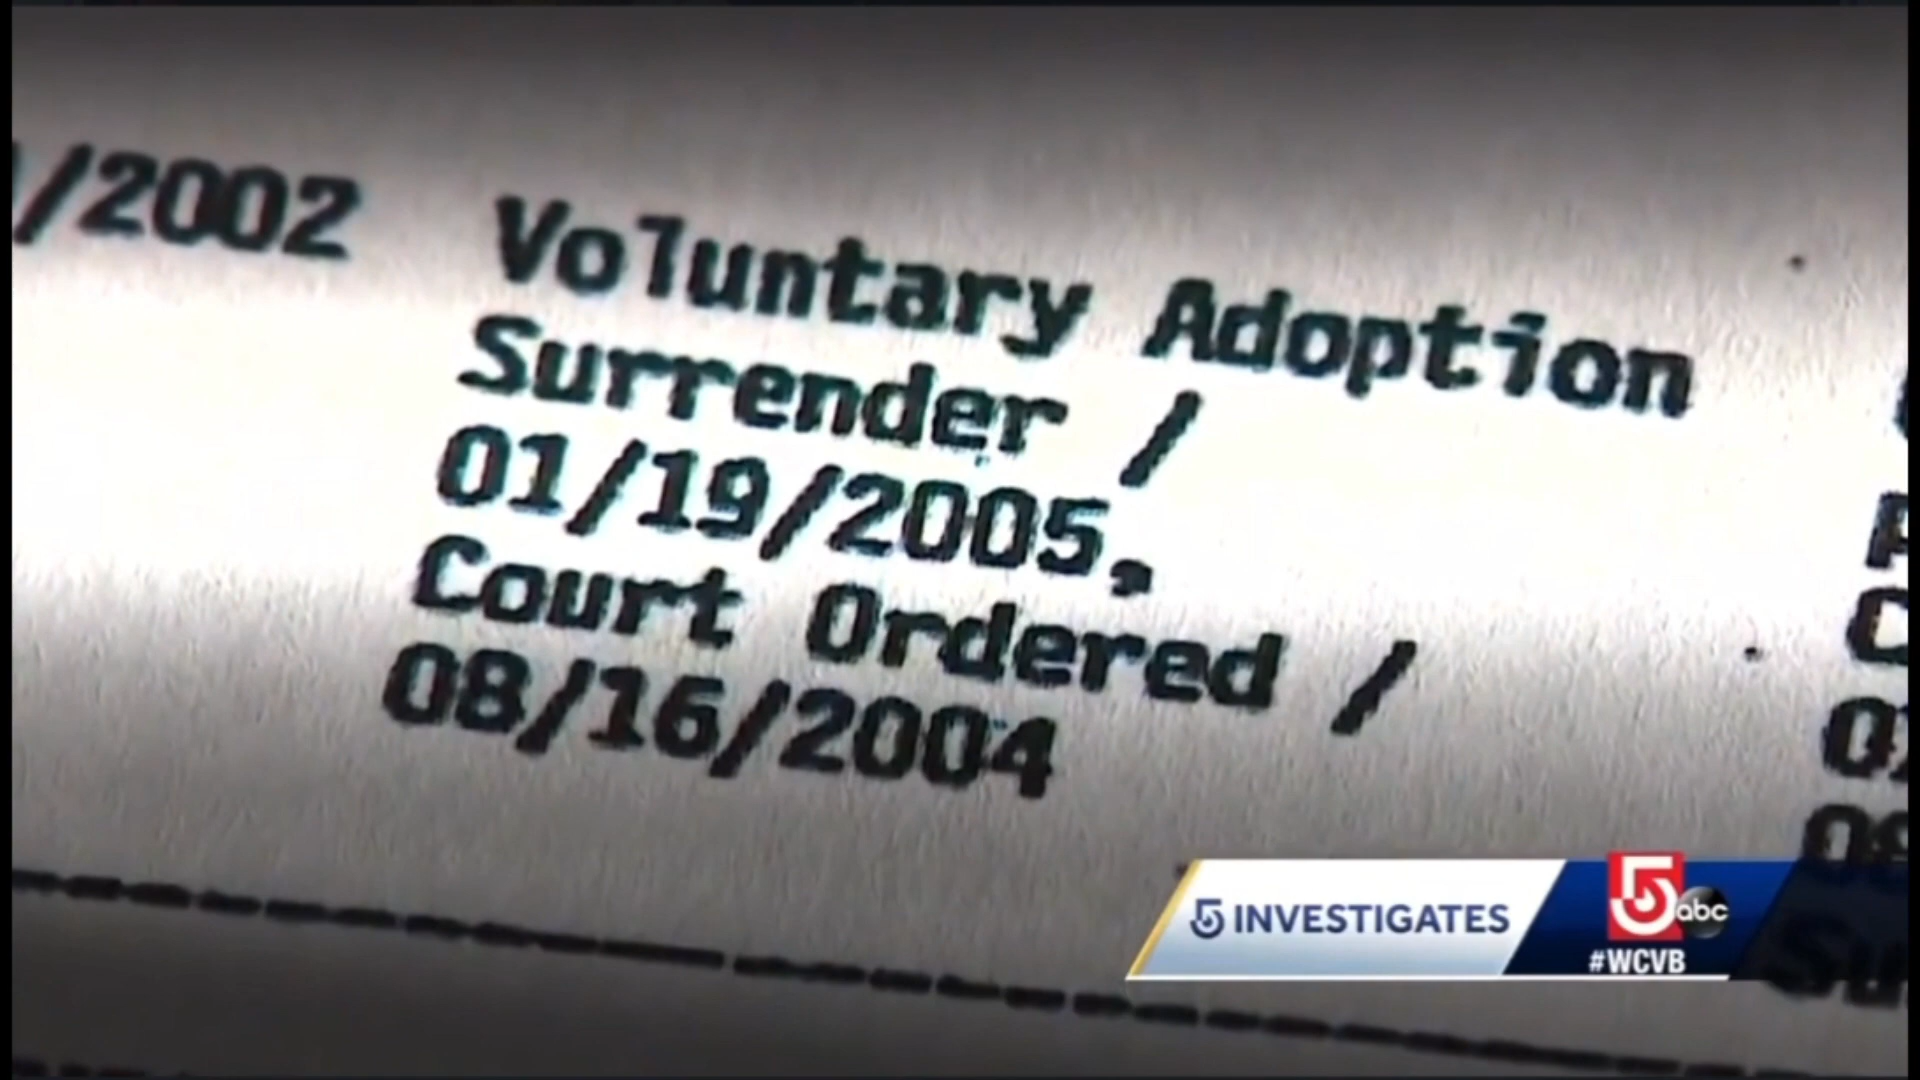 /2002 Voluntary Adoption
Surrender /
01/19/2005,
Court Ordered /
08/16/2004
5 INVESTIGATES
5 abc
#WCVB